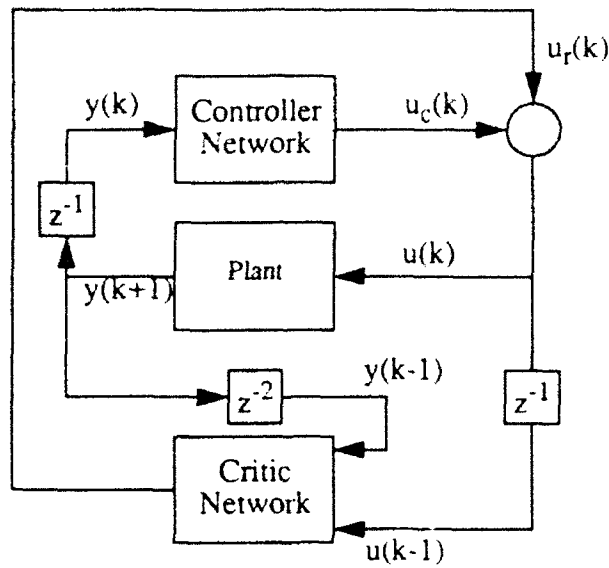 u_r(k)
y(k)
Controller
Network
u_c(k)
z^-1
Plant
u(k)
y(k+1)
y(k-1)
z^-2
z^-1
Critic
Network
u(k-1)